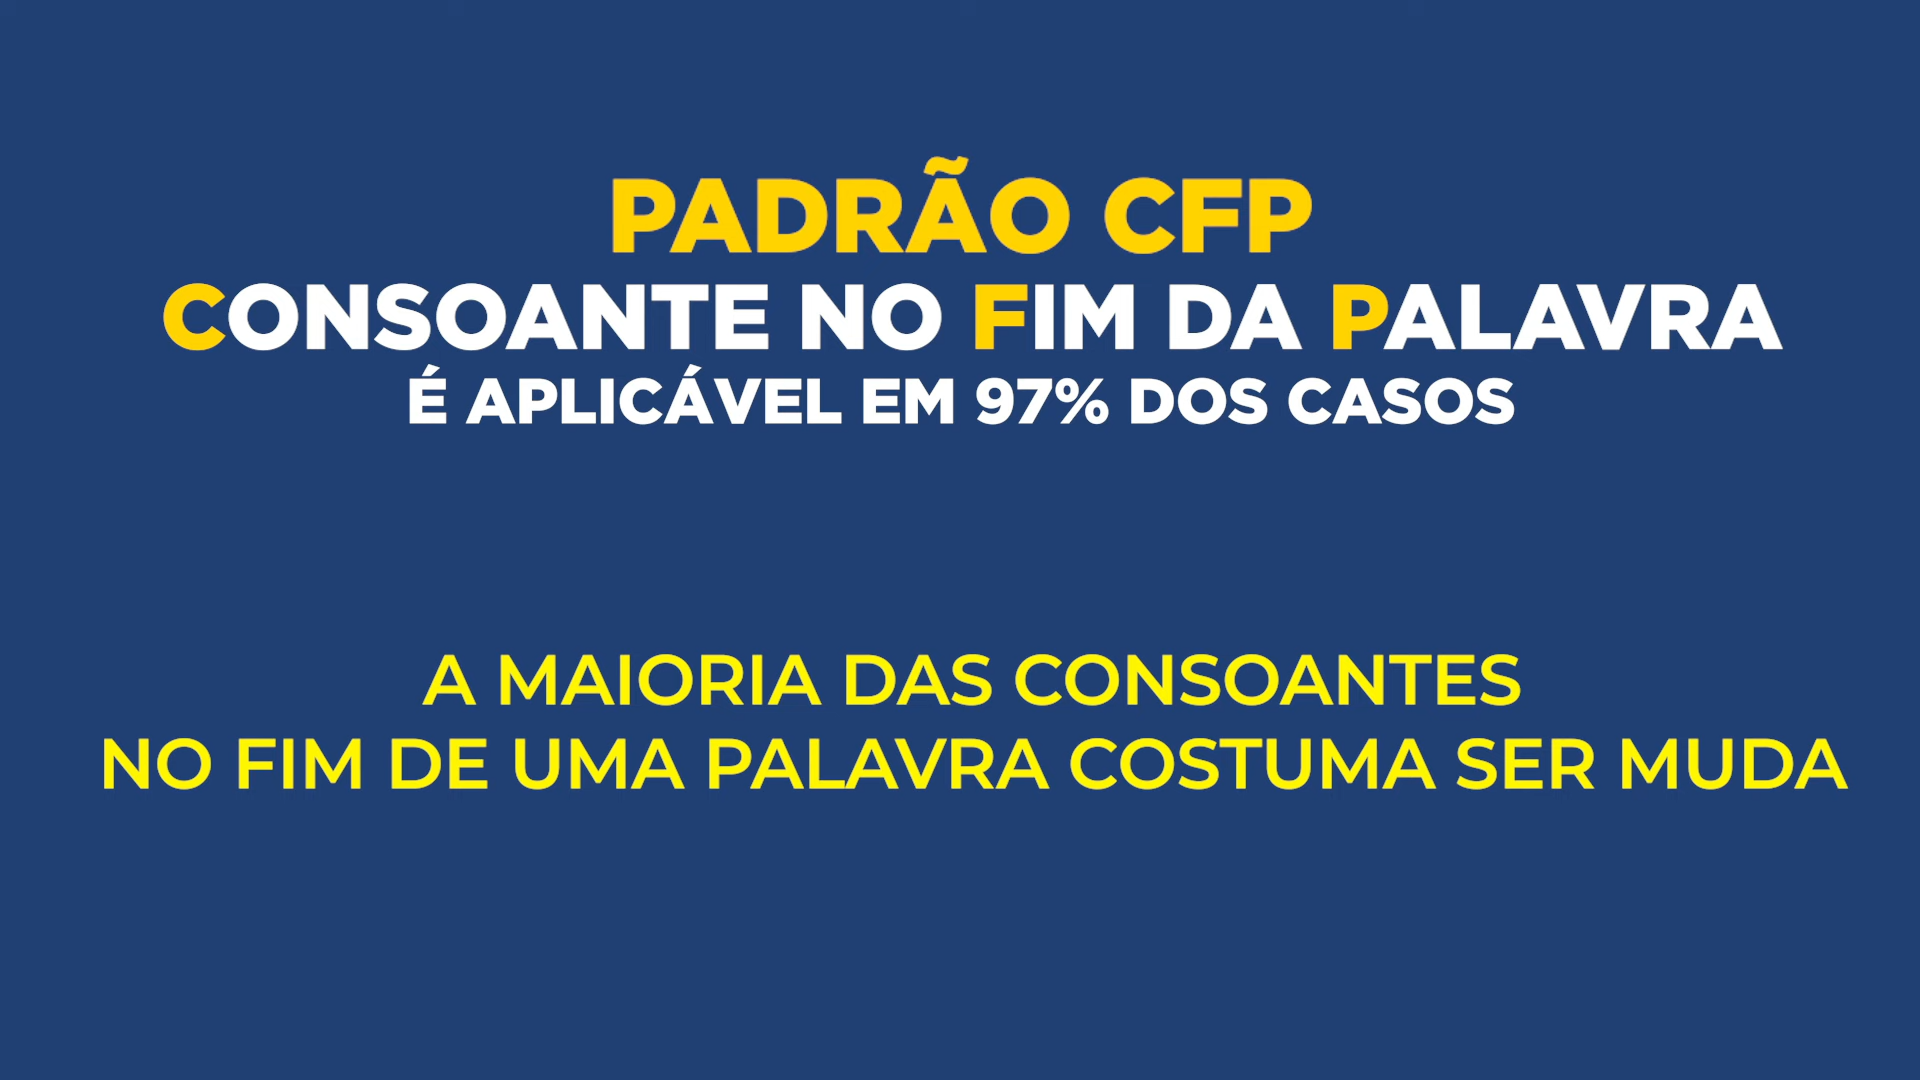 PADRÃO CFP
CONSOANTE NO FIM DA PALAVRA
É APLICÁVEL EM 97% DOS CASOS
A MAIORIA DAS CONSOANTES
NO FIM DE UMA PALAVRA COSTUMA SER MUDA